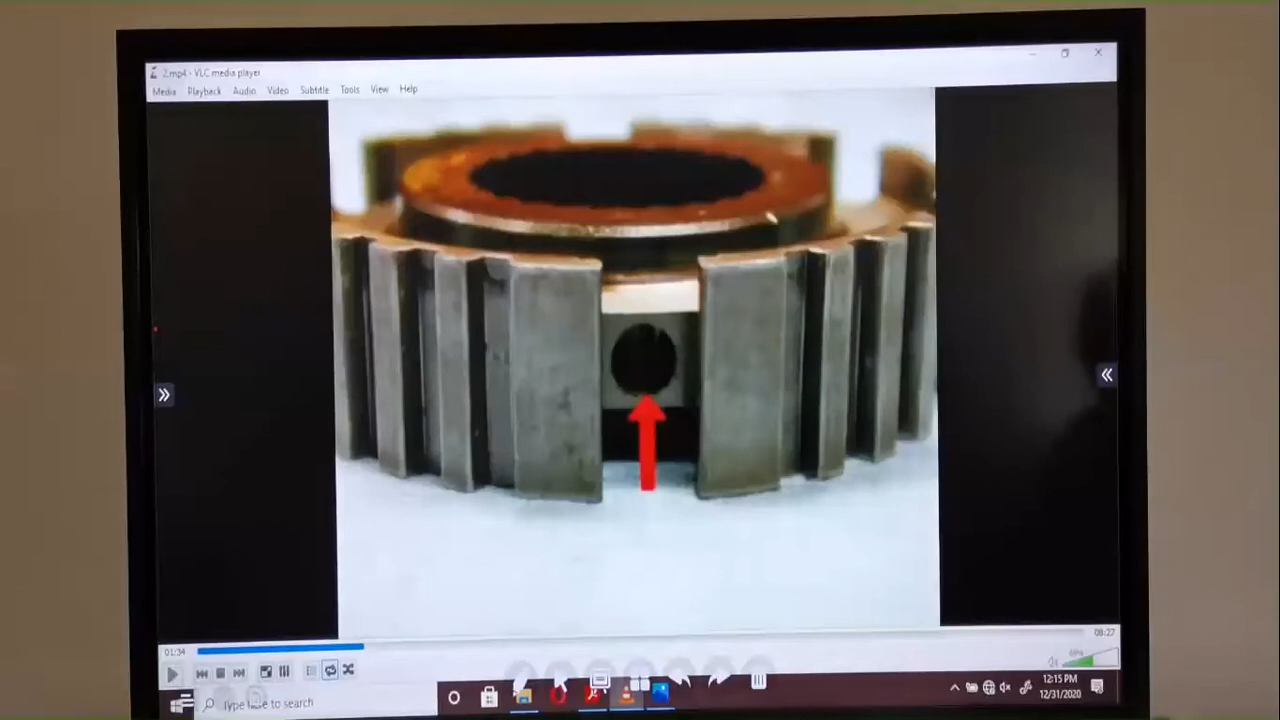 2.mp4 - VLC media player
Media Playback Audio Video Subtitle Tools View Help
01:34
08:27
69%
Type here to search
12:15 PM
12/31/2020